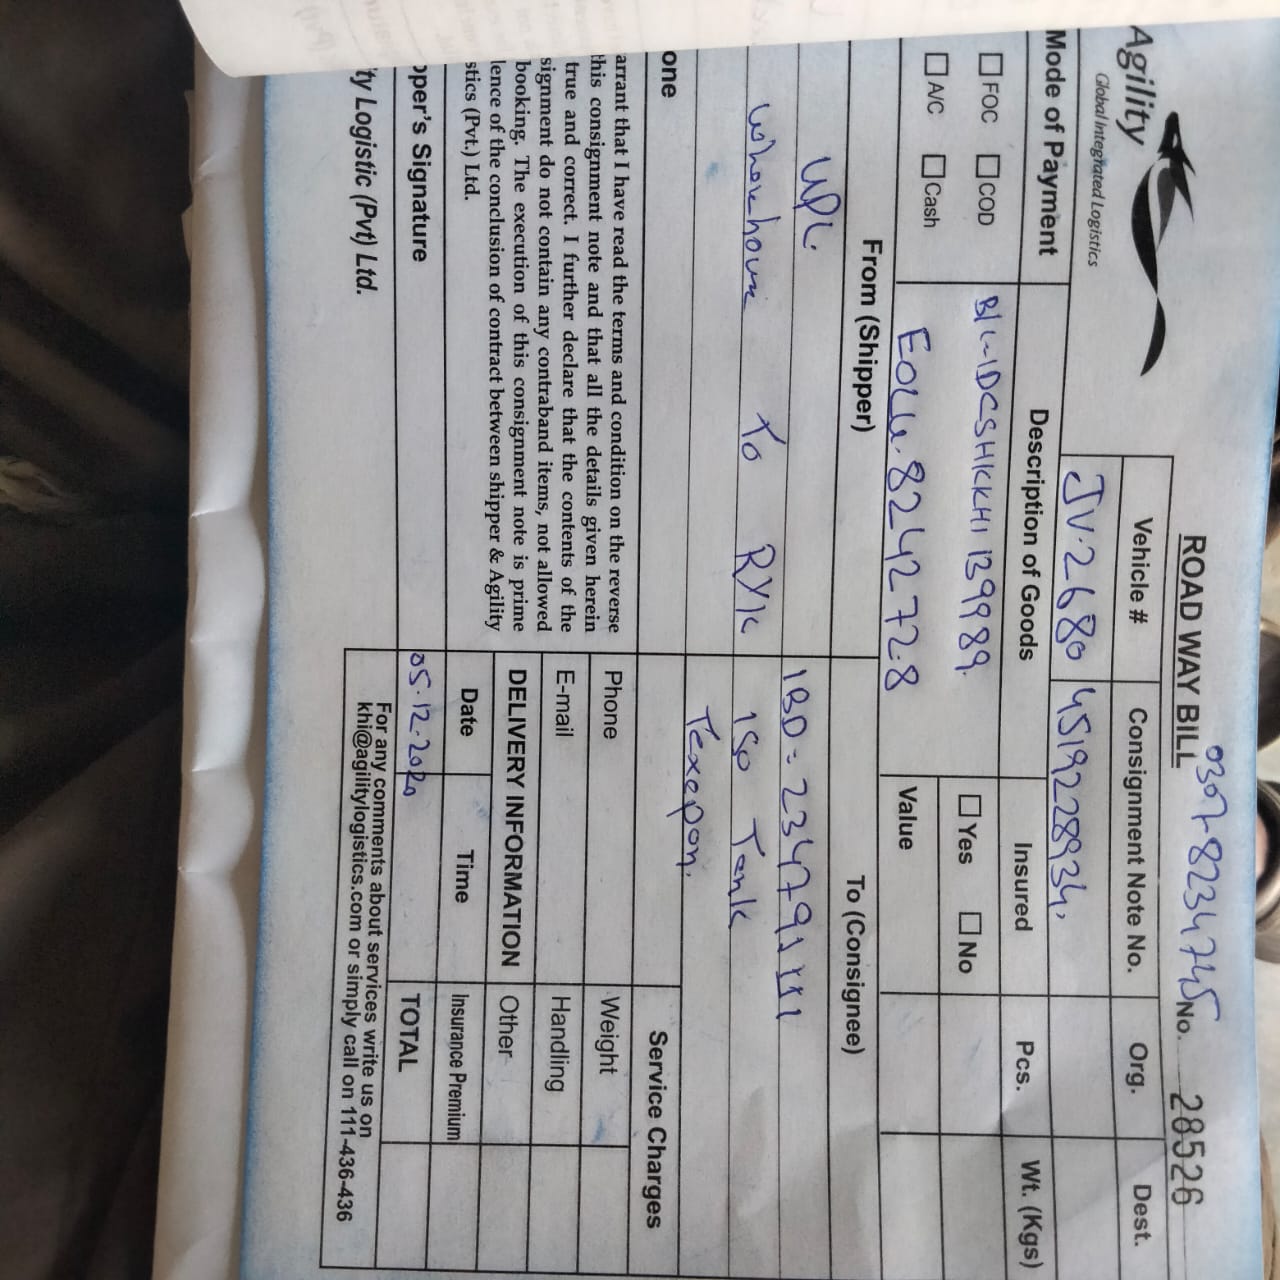 0307-8234745
ROAD WAY BILL No. 28526
Agility
Global Integrated Logistics
Vehicle # Consignment Note No. Org. Dest.
JV.2680 4519228934.
Mode of Payment Description of Goods Insured Pcs. Wt. (Kgs)
FOC COD B/L-IDCSHKKHI 139989. Yes No
A/C Cash EOLU.824272.8 Value
From (Shipper) To (Consignee)
UPL IBD = 234791111
To RYK ISO Tank
Texepon.
one Service Charges
arrant that I have read the terms and condition on the reverse
this consignment note and that all the details given herein
true and correct. I further declare that the contents of the
signment do not contain any contraband items, not allowed
booking. The execution of this consignment note is prime
lence of the conclusion of contract between shipper & Agility
stics (Pvt.) Ltd.
Phone Weight
E-mail Handling
DELIVERY INFORMATION Other
Date Time Insurance Premium
pper's Signature 05.12.2020 TOTAL
ty Logistic (Pvt) Ltd.
For any comments about services write us on
khi@agilitylogistics.com or simply call on 111-436-436